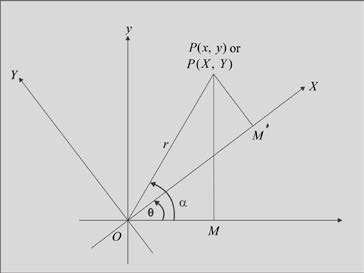 y
P(x, y) or
P(X, Y)
Y
X
r
M'
α
θ
O
M